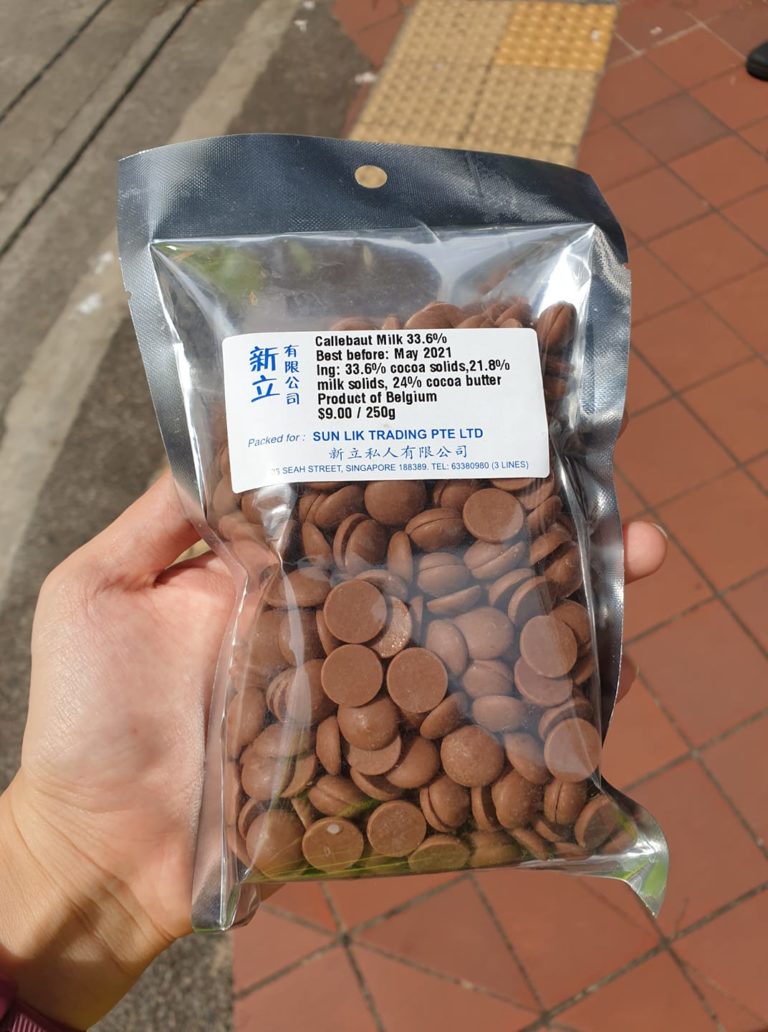 新立
有限公司
Callebaut Milk 33.6%
Best before: May 2021
Ing: 33.6% cocoa solids,21.8%
milk solids, 24% cocoa butter
Product of Belgium
$9.00 / 250g
Packed for : SUN LIK TRADING PTE LTD
新立私人有限公司
SEAH STREET, SINGAPORE 188389. TEL: 63380980 (3 LINES)